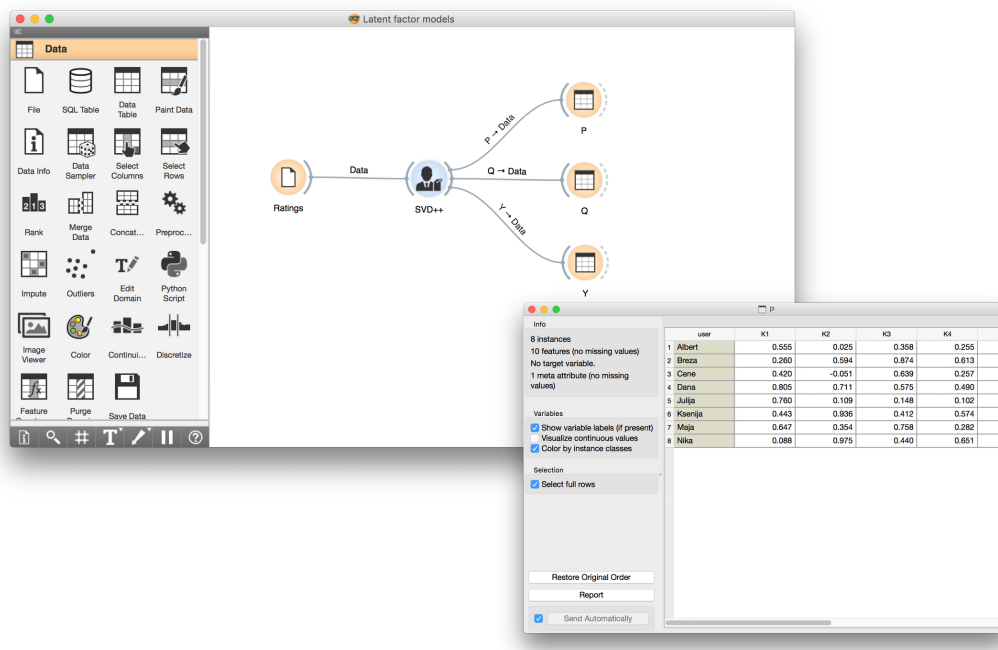 Latent factor models
Data
File
SQL Table
Data
Table
Paint Data
Data Info
Data
Sampler
Select
Columns
Select
Rows
Rank
Merge
Data
Concat...
Preproc...
Impute
Outliers
Edit
Domain
Python
Script
Image
Viewer
Color
Continui...
Discretize
Feature
Purge
Save Data
Ratings
Data
SVD++
P → Data
Q → Data
Y → Data
P
Q
Y
P
Info
8 instances
10 features (no missing values)
No target variable.
1 meta attribute (no missing
values)
Variables
Show variable labels (if present)
Visualize continuous values
Color by instance classes
Selection
Select full rows
Restore Original Order
Report
Send Automatically
user K1 K2 K3 K4
1 Albert 0.555 0.025 0.358 0.255
2 Breza 0.260 0.594 0.874 0.613
3 Cene 0.420 -0.051 0.639 0.257
4 Dana 0.805 0.711 0.575 0.490
5 Julija 0.760 0.109 0.148 0.102
6 Ksenija 0.443 0.936 0.412 0.574
7 Maja 0.647 0.354 0.758 0.282
8 Nika 0.088 0.975 0.440 0.651